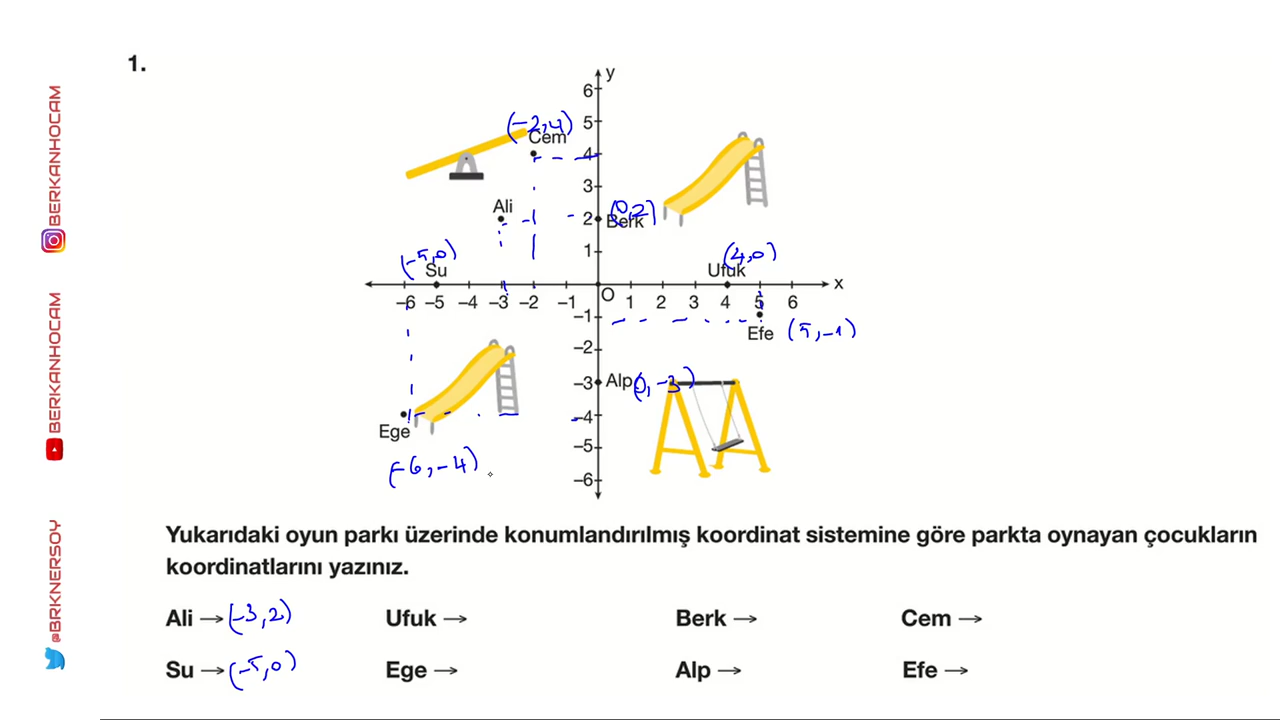 1.
y
6
(-2,4)
5
Cem
4
3
Ali
2
(0,2)
Berk
1
(-5,0)
Su
(4,0)
Ufuk
x
-6 -5 -4 -3 -2 -1 O 1 2 3 4 5 6
-1
Efe (5,-1)
-2
-3 Alp (0,-3)
-4
Ege
-5
(-6,-4)
-6
Yukarıdaki oyun parkı üzerinde konumlandırılmış koordinat sistemine göre parkta oynayan çocukların
koordinatlarını yazınız.
Ali → (-3,2) Ufuk → Berk → Cem →
Su → (-5,0) Ege → Alp → Efe →
BERKANHOCAM
BERKANHOCAM
@BRKNERSOY